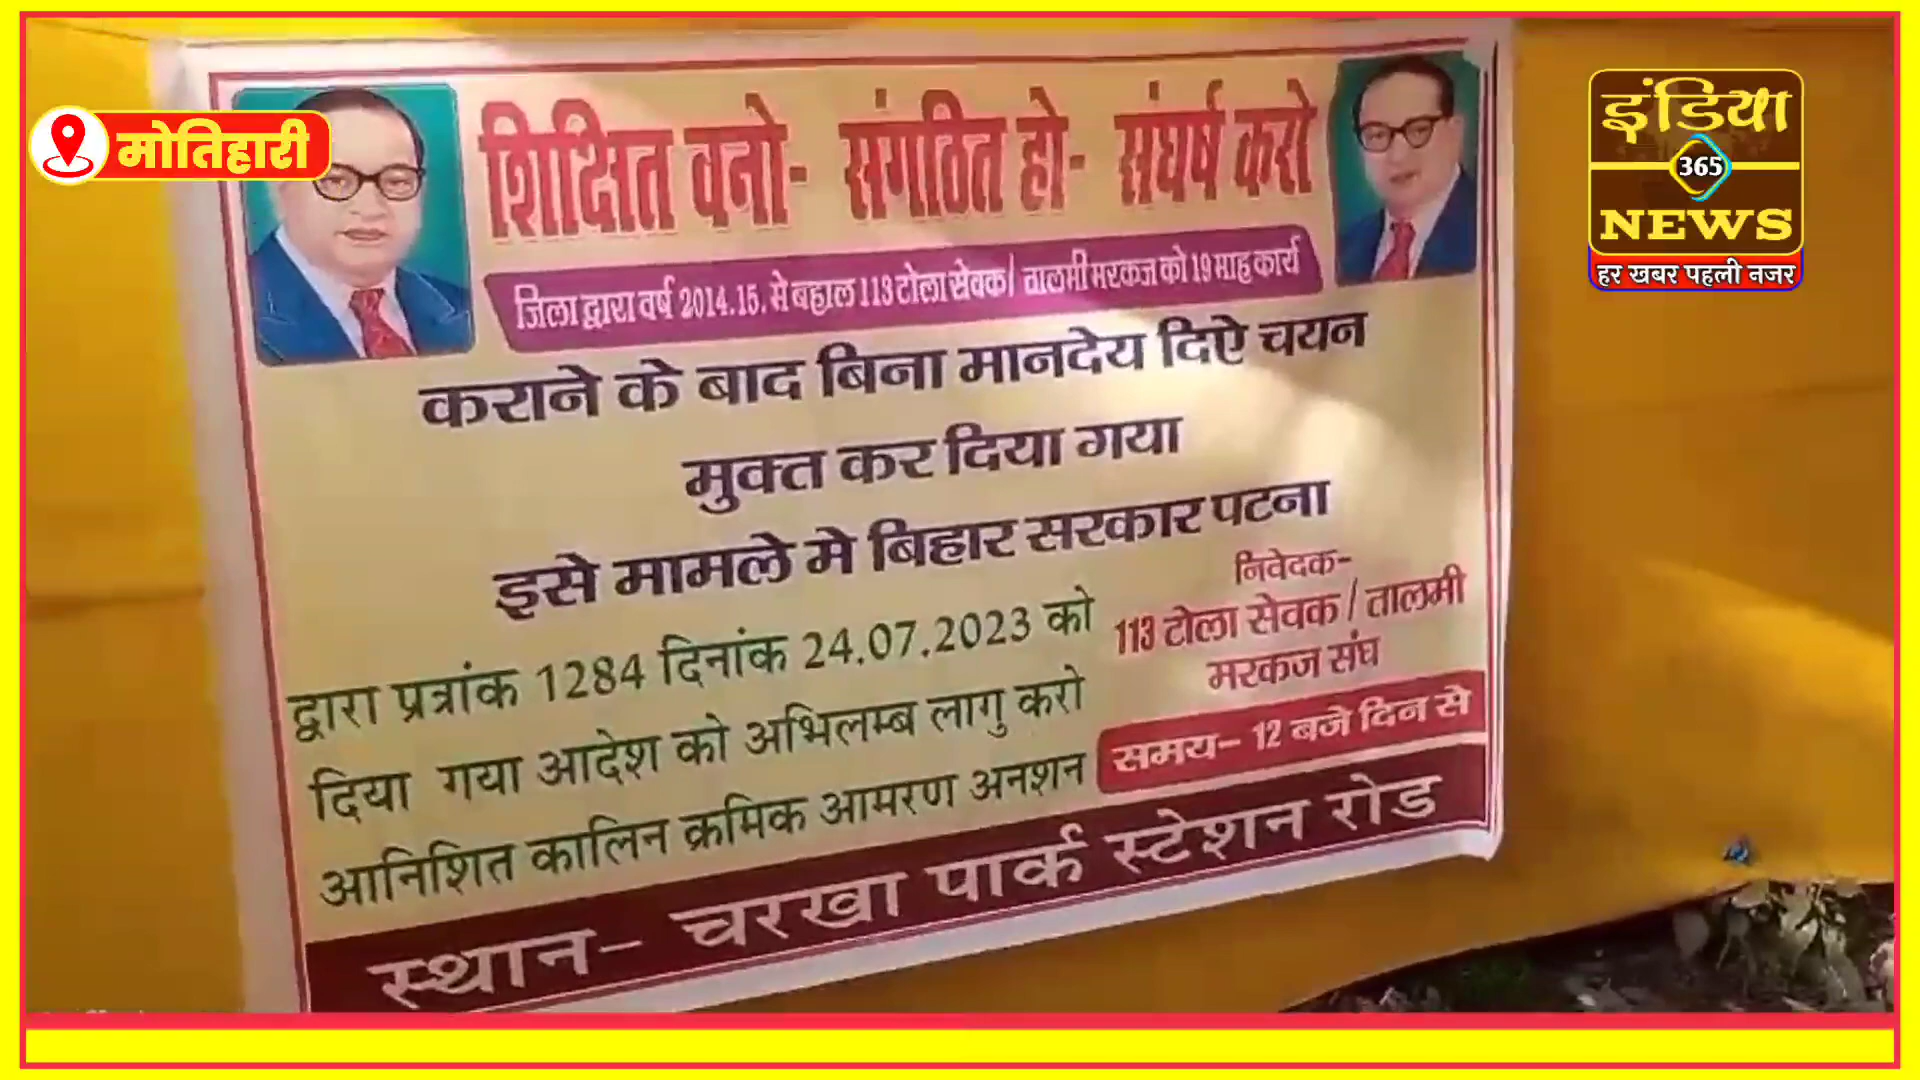 मोतिहारी
इंडिया
365
NEWS
हर खबर पहली नजर
शिक्षित वनो- संगठित हो- संघर्ष करो
जिला द्वारा वर्ष 2014.15. से बहाल 113 टोला सेवक/ तालमी मरकज को 19 माह कार्य
कराने के बाद बिना मानदेय दिऐ चयन
मुक्त कर दिया गया
इसे मामले मे बिहार सरकार पटना
द्वारा प्रत्रांक 1284 दिनांक 24.07.2023 को
दिया गया आदेश को अभिलम्ब लागु करो
आनिशित कालिन क्रमिक आमरण अनशन
निवेदक-
113 टोला सेवक / तालमी
मरकज संघ
समय- 12 बजे दिन से
स्थान- चरखा पार्क स्टेशन रोड